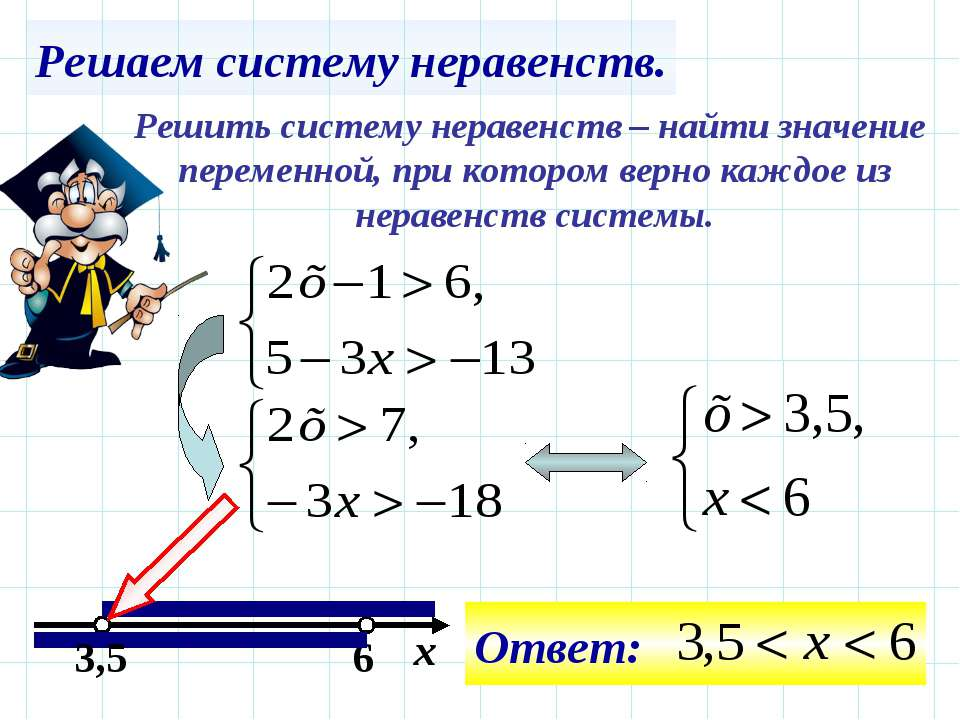 Решаем систему неравенств.
Решить систему неравенств – найти значение
переменной, при котором верно каждое из
неравенств системы.
2õ – 1 > 6,
5 – 3x > –13
2õ > 7,
– 3x > –18
õ > 3,5,
x < 6
3,5 6 x
Ответ: 3,5 < x < 6